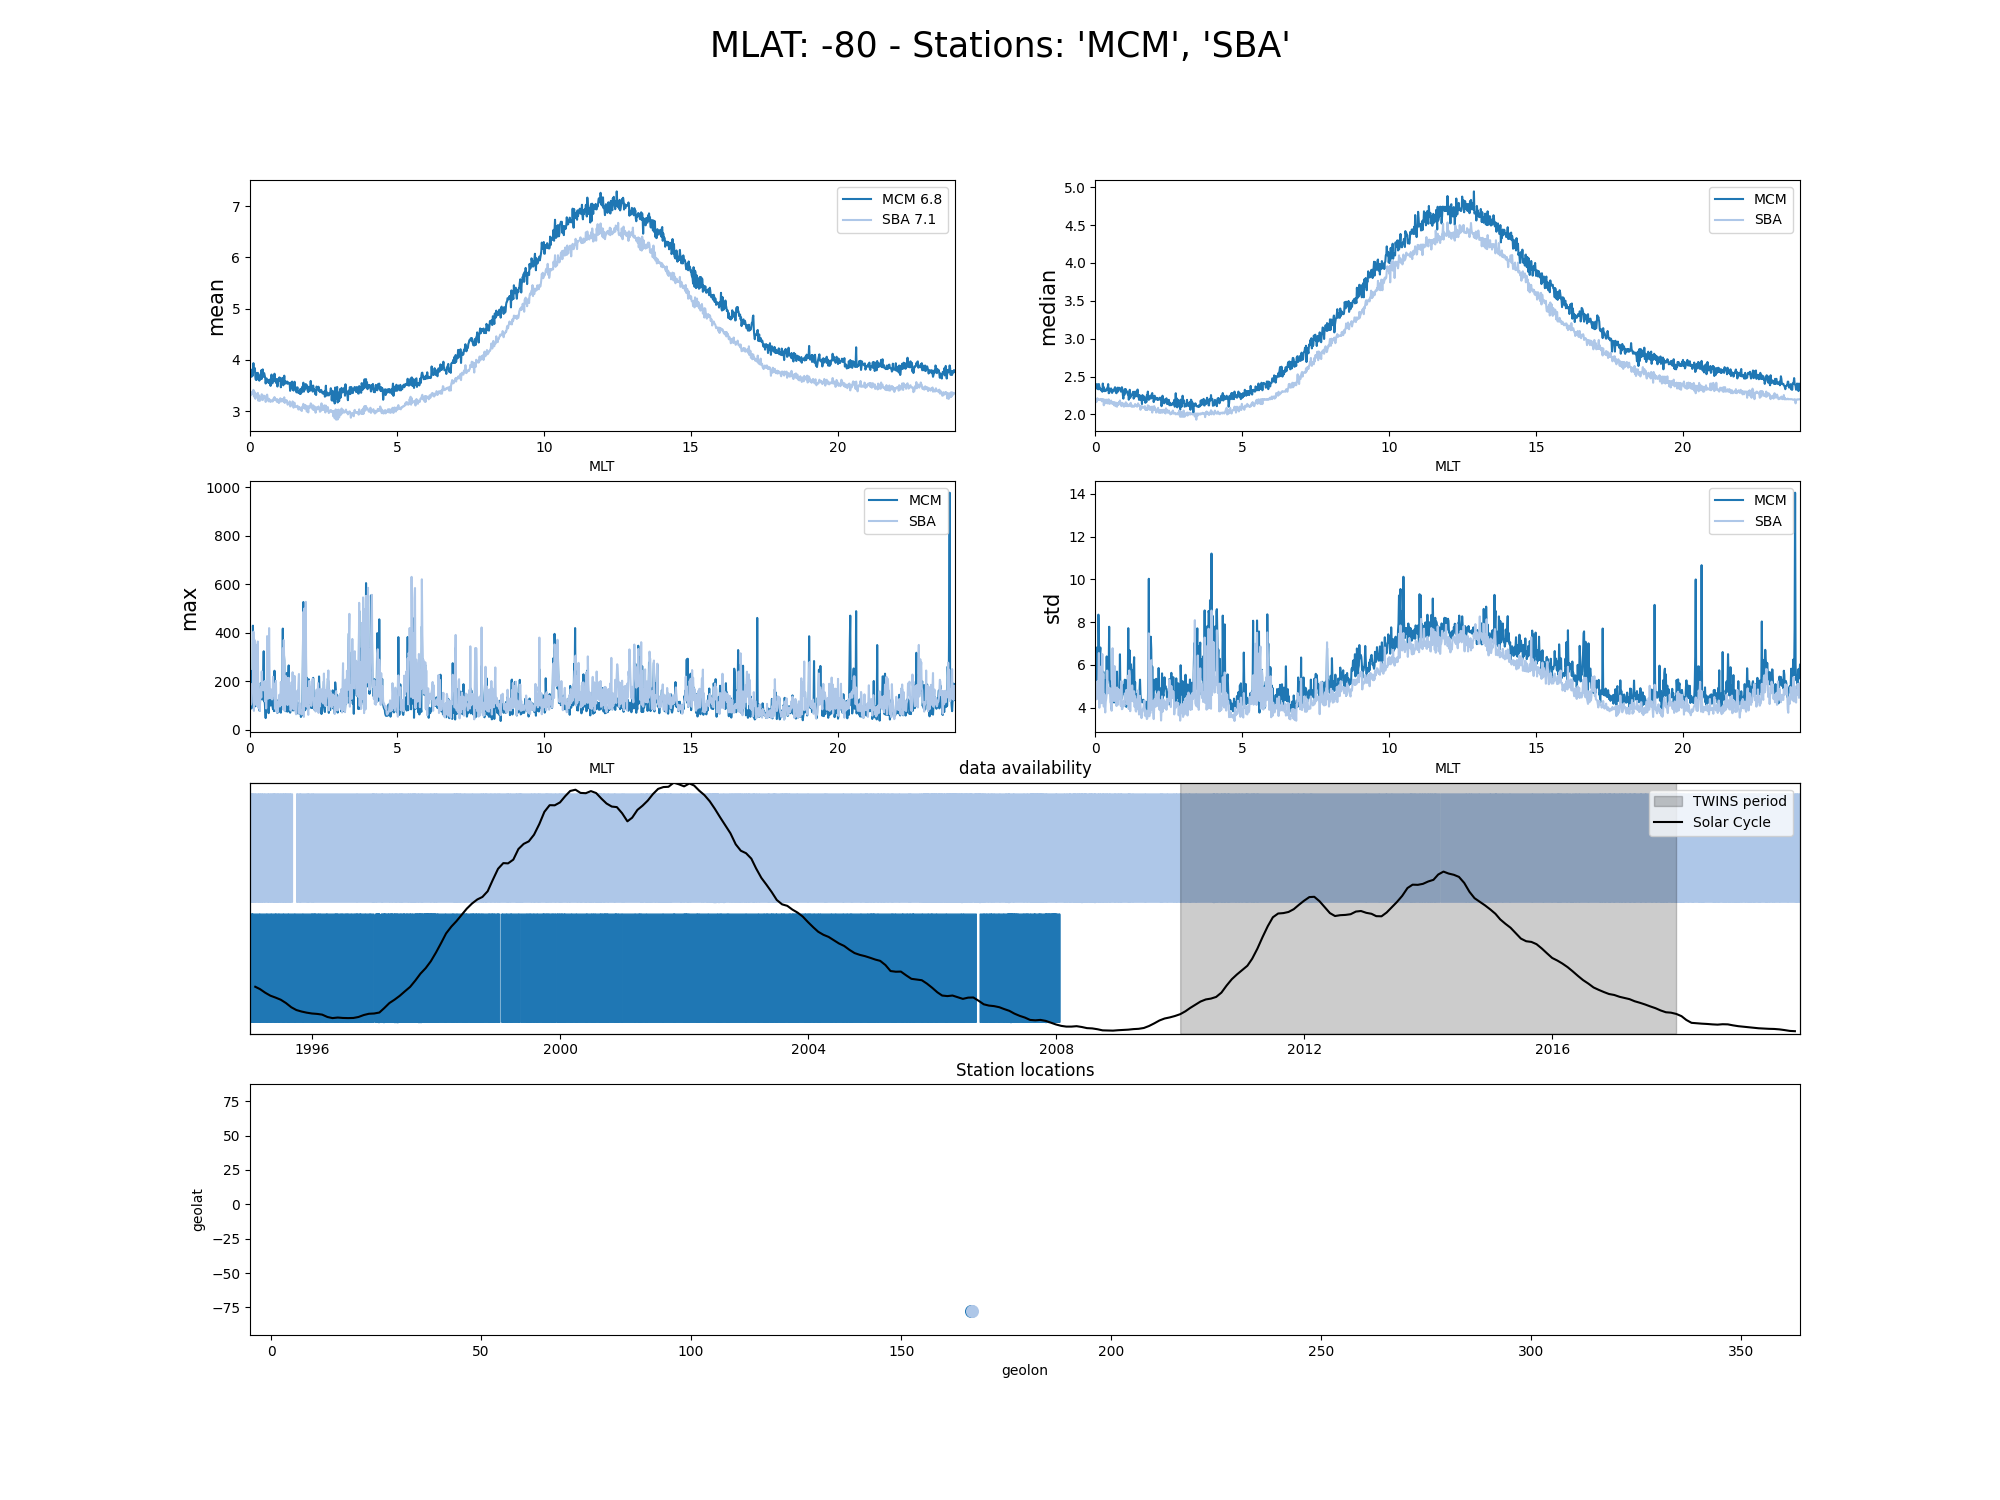 MLAT: -80 - Stations: 'MCM', 'SBA'
mean
7
6
5
4
3
MCM 6.8
SBA 7.1
0 5 10 15 20
MLT
median
5.0
4.5
4.0
3.5
3.0
2.5
2.0
MCM
SBA
0 5 10 15 20
MLT
max
1000
800
600
400
200
0
MCM
SBA
0 5 10 15 20
MLT
std
14
12
10
8
6
4
MCM
SBA
0 5 10 15 20
MLT
data availability
TWINS period
Solar Cycle
1996 2000 2004 2008 2012 2016
Station locations
geolat
75
50
25
0
−25
−50
−75
0 50 100 150 200 250 300 350
geolon